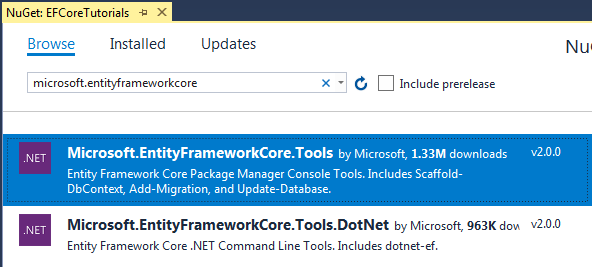 NuGet: EFCoreTutorials
Browse Installed Updates
microsoft.entityframeworkcore
Include prerelease
.NET Microsoft.EntityFrameworkCore.Tools by Microsoft, 1.33M downloads v2.0.0
Entity Framework Core Package Manager Console Tools. Includes Scaffold-
DbContext, Add-Migration, and Update-Database.
.NET Microsoft.EntityFrameworkCore.Tools.DotNet by Microsoft, 963K v2.0.0
Entity Framework Core .NET Command Line Tools. Includes dotnet-ef.